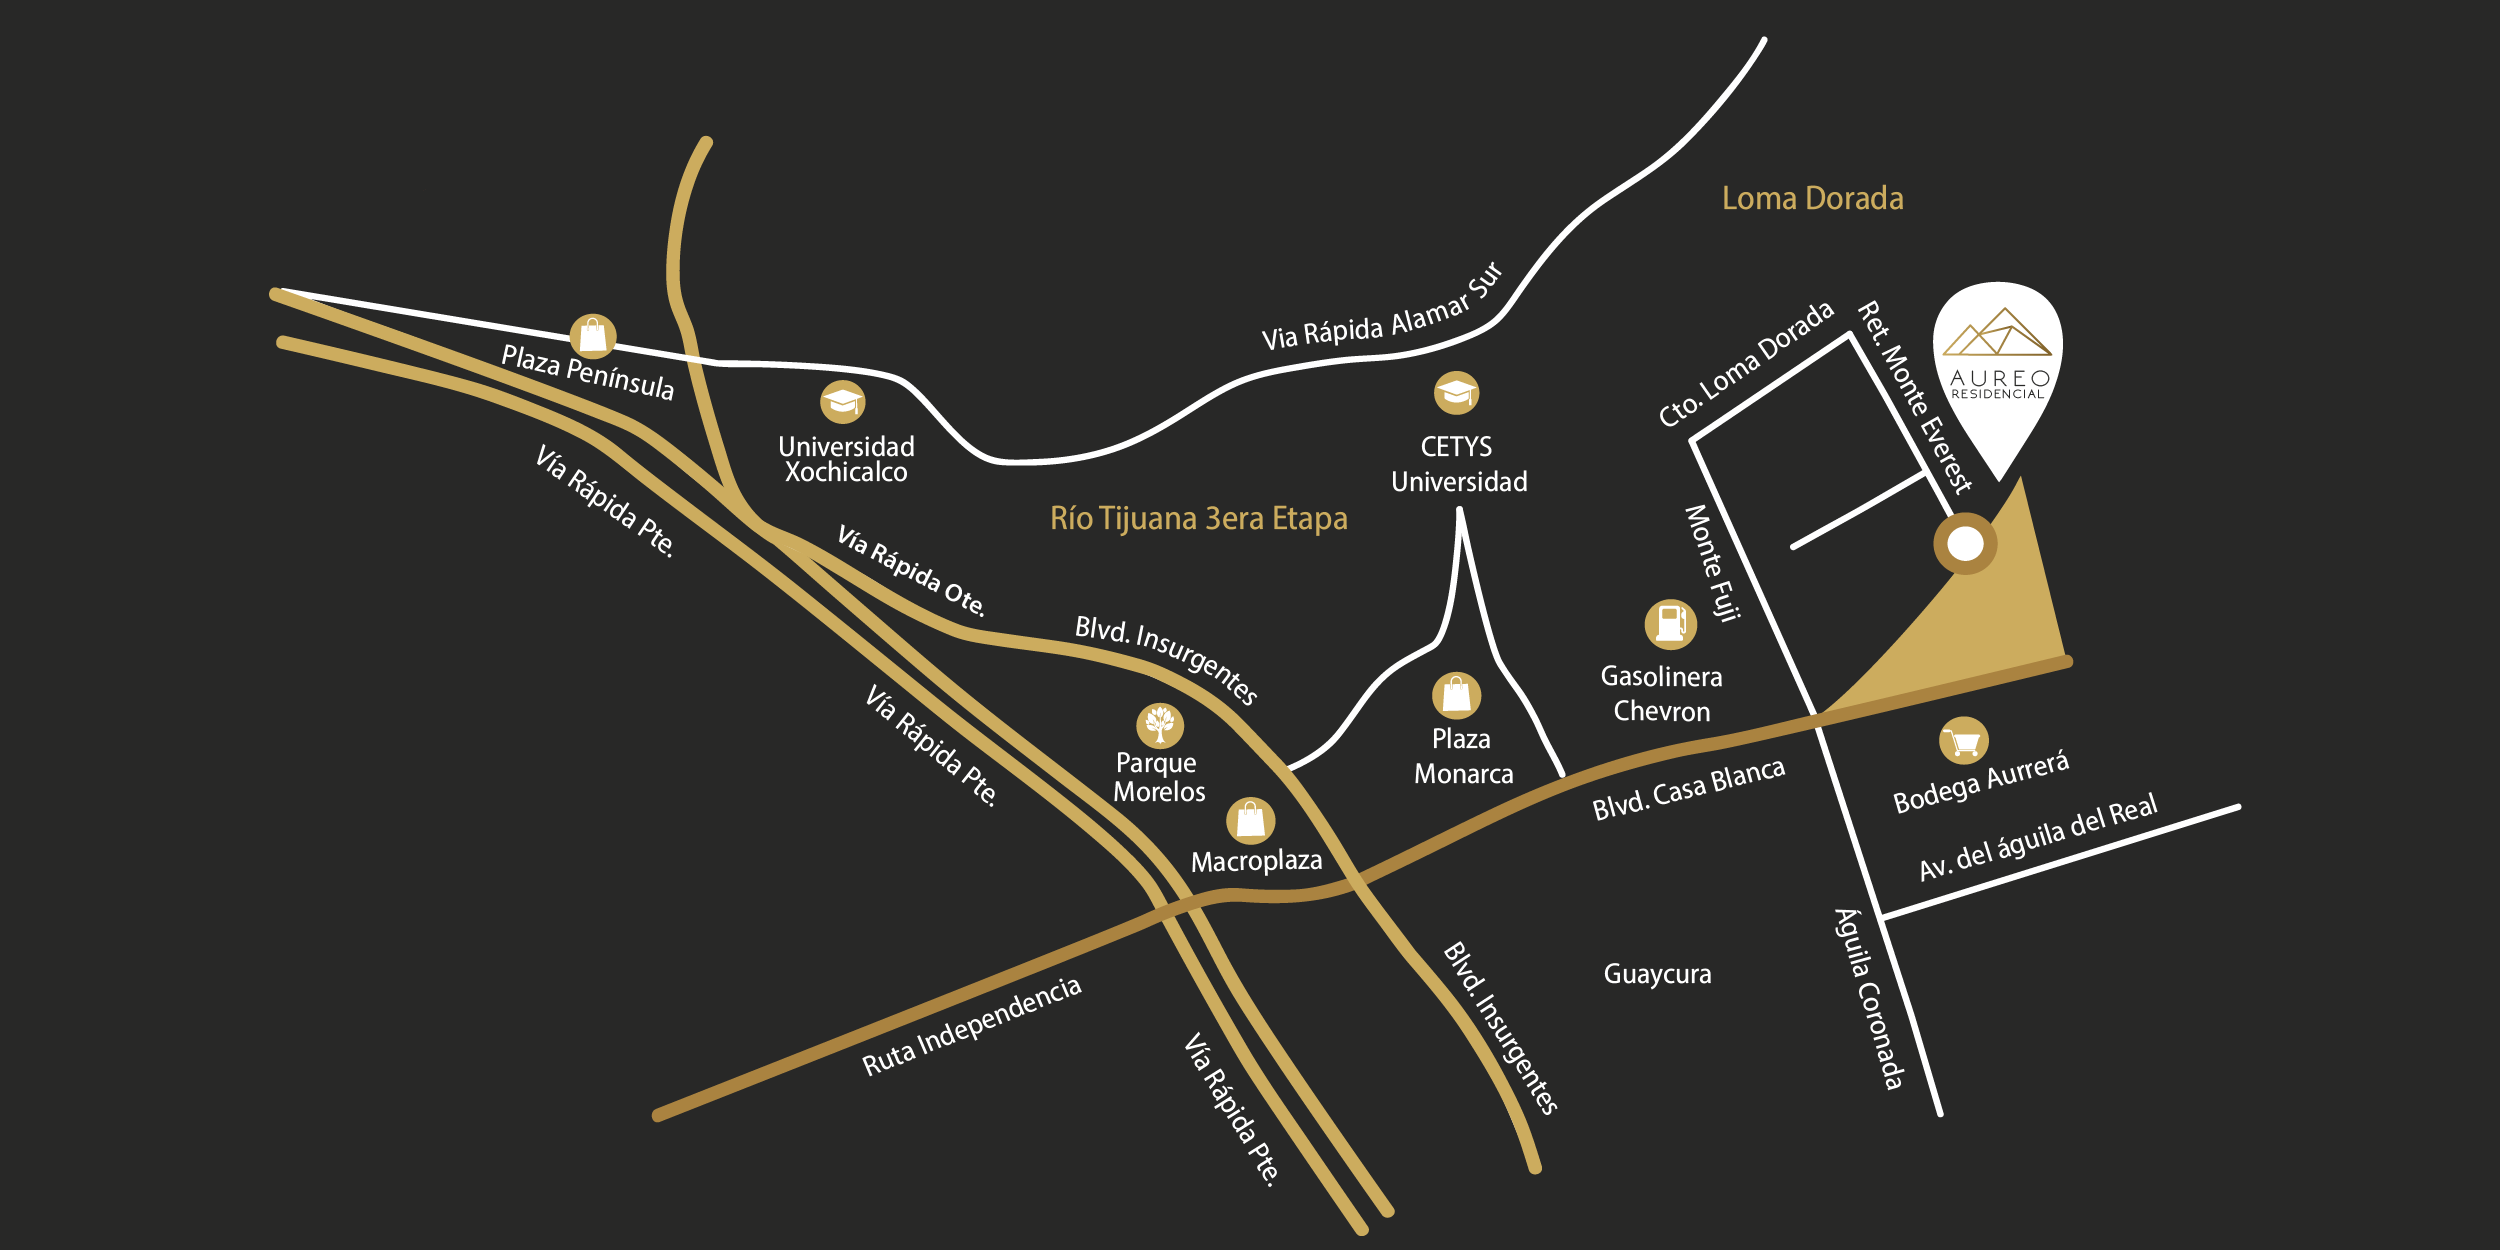 Loma Dorada
Vía Rápida Alamar Sur
Cto. Loma Dorada
Ret. Monte Everest
AUREO
RESIDENCIAL
Plaza Península
Universidad
Xochicalco
CETYS
Universidad
Vía Rápida Pte.
Río Tijuana 3era Etapa
Vía Rápida Ote.
Monte Fuji
Blvd. Insurgentes
Gasolinera
Chevron
Vía Rápida Pte.
Parque
Morelos
Plaza
Monarca
Blvd. Casa Blanca
Bodega Aurrerá
Macroplaza
Av. del águila del Real
Águila Coronada
Blvd. Insurgentes
Guaycura
Ruta Independencia
Vía Rápida Pte.